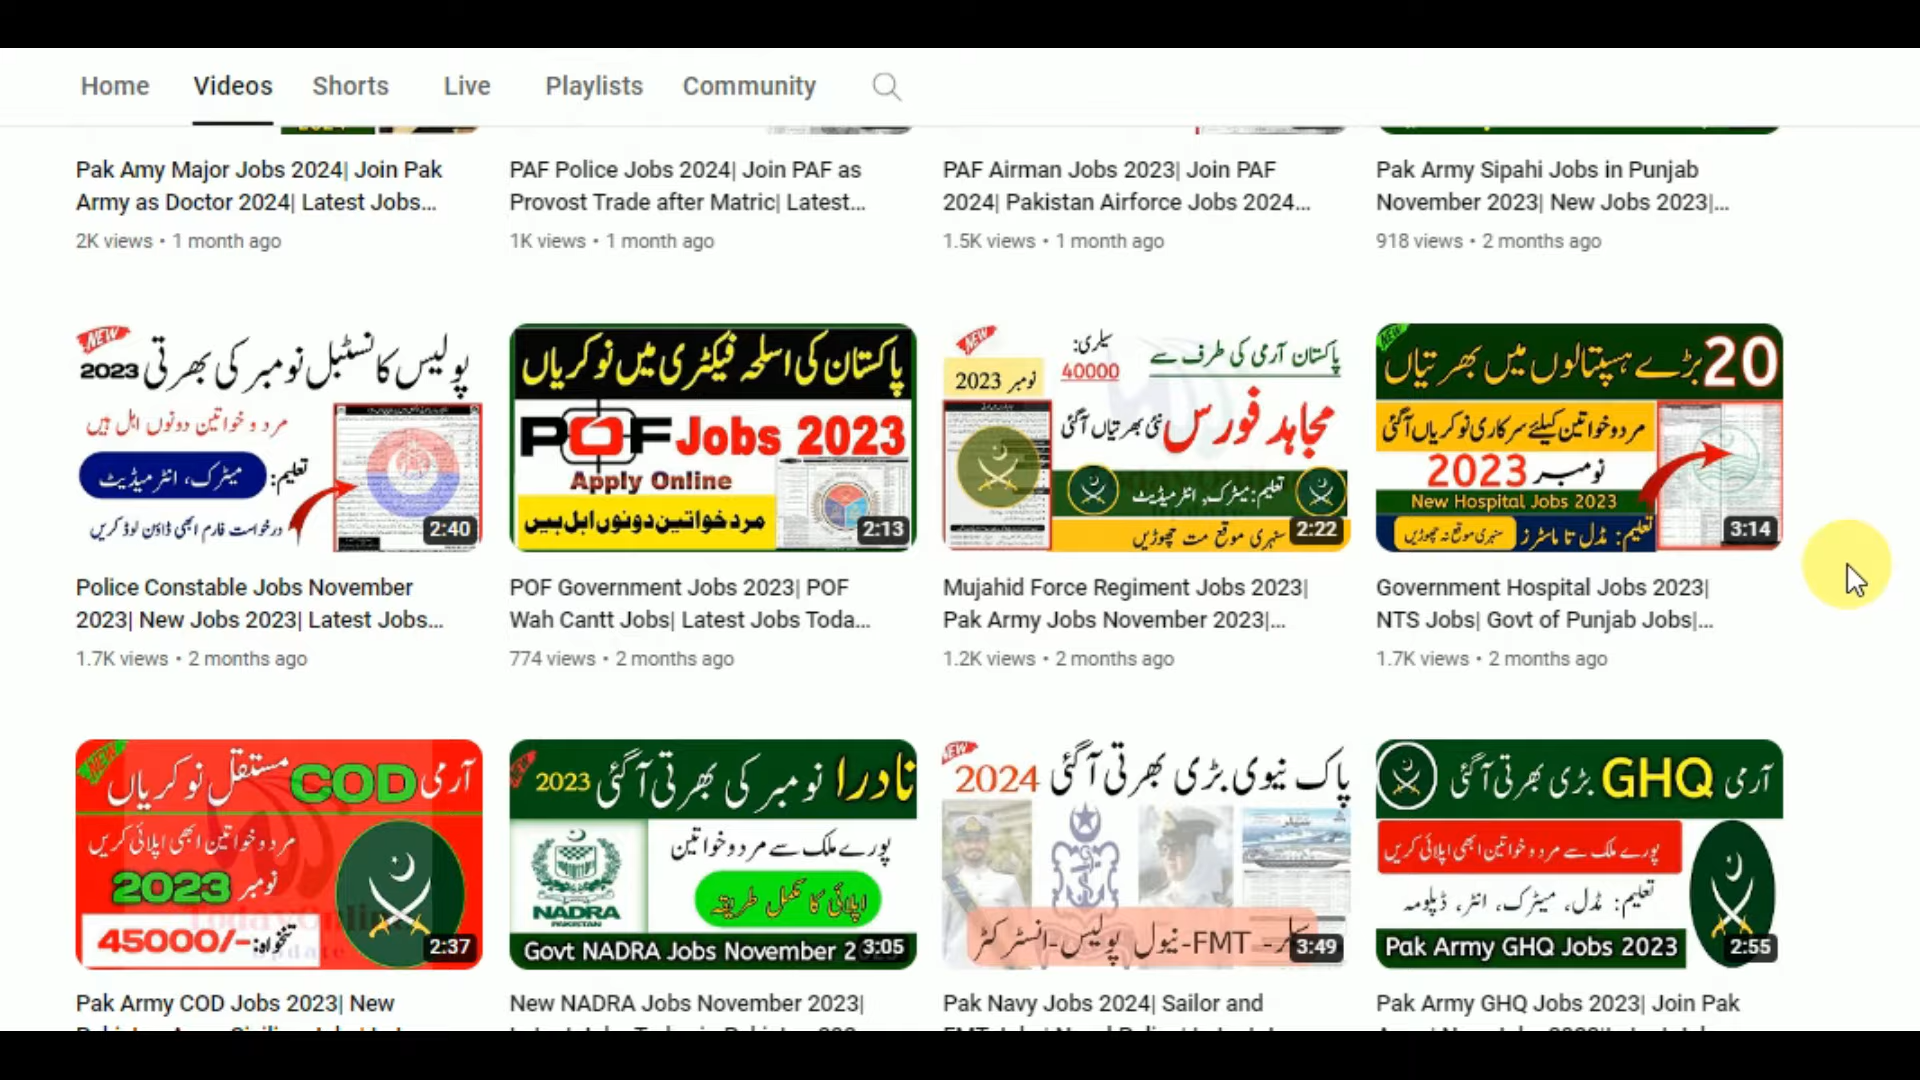 Home Videos Shorts Live Playlists Community
Pak Amy Major Jobs 2024| Join Pak
Army as Doctor 2024| Latest Jobs...
2K views • 1 month ago
PAF Police Jobs 2024| Join PAF as
Provost Trade after Matric| Latest...
1K views • 1 month ago
PAF Airman Jobs 2023| Join PAF
2024| Pakistan Airforce Jobs 2024...
1.5K views • 1 month ago
Pak Army Sipahi Jobs in Punjab
November 2023| New Jobs 2023|...
918 views • 2 months ago
NEW
پولیس کانسٹبل نومبر کی بھرتی 2023
مرد و خواتین دونوں اہل ہیں
تعلیم: میٹرک، انٹر میڈیٹ
درخواست فارم ابھی ڈاؤن لوڈ کریں
2:40
Police Constable Jobs November
2023| New Jobs 2023| Latest Jobs...
1.7K views • 2 months ago
پاکستان کی اسلحہ فیکٹری میں نوکریاں
POF Jobs 2023
Apply Online
مرد خواتین دونوں اہل ہیں
2:13
POF Government Jobs 2023| POF
Wah Cantt Jobs| Latest Jobs Toda...
774 views • 2 months ago
NEW
پاکستان آرمی کی طرف سے
سیلری:
40000
نومبر 2023
مجاہد فورس نئی بھرتیاں آگئی
تعلیم: میٹرک, انٹر میڈیٹ
سنہری موقع مت چھوڑیں
2:22
Mujahid Force Regiment Jobs 2023|
Pak Army Jobs November 2023|...
1.2K views • 2 months ago
NEW
20 بڑے ہسپتالوں میں بھرتیاں
مرد و خواتین کیلئے سرکاری نوکریاں آگئی
نومبر 2023
New Hospital Jobs 2023
تعلیم: مڈل تا ماسٹرز
سنہری موقع نہ چھوڑیں
3:14
Government Hospital Jobs 2023|
NTS Jobs| Govt of Punjab Jobs|...
1.7K views • 2 months ago
NEW
آرمی COD مستقل نوکریاں
مرد و خواتین ابھی اپلائی کریں
نومبر 2023
تنخواہ: 45000/-
2:37
Pak Army COD Jobs 2023| New
NEW
نادرا نومبر کی بھرتی آگئی 2023
پورے ملک سے مرد و خواتین
NADRA
PAKISTAN
اپلائی کا مکمل طریقہ
Govt NADRA Jobs November 2
3:05
New NADRA Jobs November 2023|
NEW
پاک نیوی بڑی بھرتی آگئی 2024
سیلر- FMT-نیول پولیس-انسٹرکٹر
3:49
Pak Navy Jobs 2024| Sailor and
آرمی GHQ بڑی بھرتی آگئی
پورے ملک سے مرد و خواتین ابھی اپلائی کریں
تعلیم: مڈل، میٹرک، انٹر، ڈپلومہ
Pak Army GHQ Jobs 2023
2:55
Pak Army GHQ Jobs 2023| Join Pak